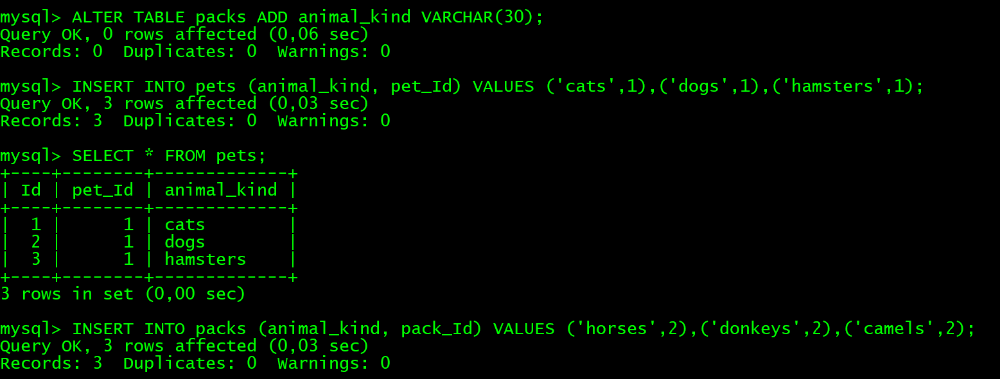 mysql> ALTER TABLE packs ADD animal_kind VARCHAR(30);
Query OK, 0 rows affected (0,06 sec)
Records: 0  Duplicates: 0  Warnings: 0

mysql> INSERT INTO pets (animal_kind, pet_Id) VALUES ('cats',1),('dogs',1),('hamsters',1);
Query OK, 3 rows affected (0,03 sec)
Records: 3  Duplicates: 0  Warnings: 0

mysql> SELECT * FROM pets;
+----+--------+-------------+
| Id | pet_Id | animal_kind |
+----+--------+-------------+
|  1 |      1 | cats        |
|  2 |      1 | dogs        |
|  3 |      1 | hamsters    |
+----+--------+-------------+
3 rows in set (0,00 sec)

mysql> INSERT INTO packs (animal_kind, pack_Id) VALUES ('horses',2),('donkeys',2),('camels',2);
Query OK, 3 rows affected (0,03 sec)
Records: 3  Duplicates: 0  Warnings: 0